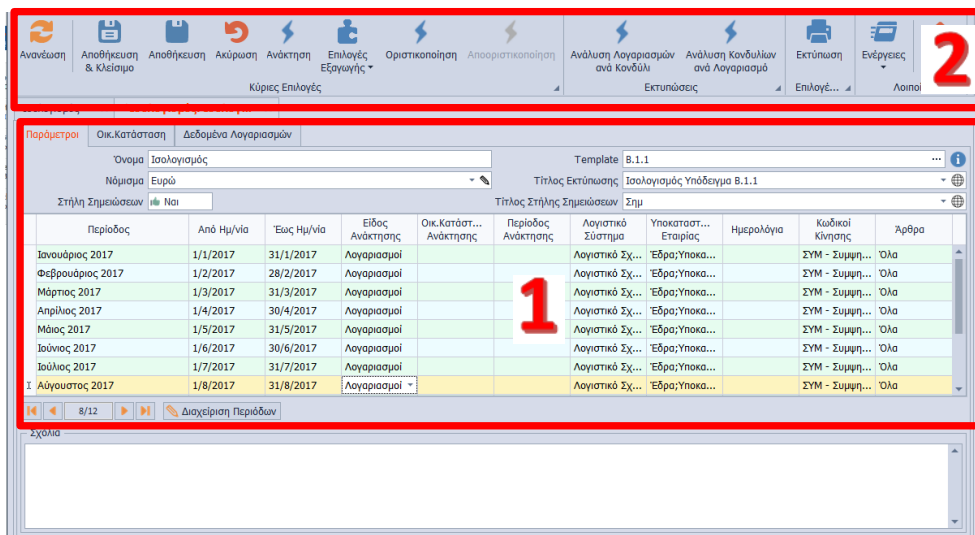 Ανανέωση
Αποθήκευση & Κλείσιμο
Αποθήκευση
Ακύρωση
Ανάκτηση
Επιλογές Εξαγωγής
Οριστικοποίηση
Αποοριστικοποίηση
Ανάλυση Λογαριασμών ανά Κονδύλι
Ανάλυση Κονδυλίων ανά Λογαριασμό
Εκτύπωση
Ενέργειες
2
Κύριες Επιλογές
Εκτυπώσεις
Επιλογέ...
Λοιποί
Παράμετροι Οικ.Κατάσταση Δεδομένα Λογαριασμών
Όνομα Ισολογισμός Template B.1.1 ...
Νόμισμα Ευρώ Τίτλος Εκτύπωσης Ισολογισμός Υπόδειγμα Β.1.1
Στήλη Σημειώσεων Ναι Τίτλος Στήλης Σημειώσεων Σημ
Περίοδος Από Ημ/νία Έως Ημ/νία Είδος Ανάκτησης Οικ.Κατάστ... Ανάκτησης Περίοδος Ανάκτησης Λογιστικό Σύστημα Υποκαταστ... Εταιρίας Ημερολόγια Κωδικοί Κίνησης Άρθρα
Ιανουάριος 2017 1/1/2017 31/1/2017 Λογαριασμοί Λογιστικό Σχ... Έδρα;Υποκα... ΣΥΜ - Συμψη... Όλα
Φεβρουάριος 2017 1/2/2017 28/2/2017 Λογαριασμοί Λογιστικό Σχ... Έδρα;Υποκα... ΣΥΜ - Συμψη... Όλα
Μάρτιος 2017 1/3/2017 31/3/2017 Λογαριασμοί Λογιστικό Σχ... Έδρα;Υποκα... ΣΥΜ - Συμψη... Όλα
Απρίλιος 2017 1/4/2017 30/4/2017 Λογαριασμοί Λογιστικό Σχ... Έδρα;Υποκα... ΣΥΜ - Συμψη... Όλα
1
Μάιος 2017 1/5/2017 31/5/2017 Λογαριασμοί Λογιστικό Σχ... Έδρα;Υποκα... ΣΥΜ - Συμψη... Όλα
Ιούνιος 2017 1/6/2017 30/6/2017 Λογαριασμοί Λογιστικό Σχ... Έδρα;Υποκα... ΣΥΜ - Συμψη... Όλα
Ιούλιος 2017 1/7/2017 31/7/2017 Λογαριασμοί Λογιστικό Σχ... Έδρα;Υποκα... ΣΥΜ - Συμψη... Όλα
Αύγουστος 2017 1/8/2017 31/8/2017 Λογαριασμοί Λογιστικό Σχ... Έδρα;Υποκα... ΣΥΜ - Συμψη... Όλα
8/12 Διαχείριση Περιόδων
Σχόλια